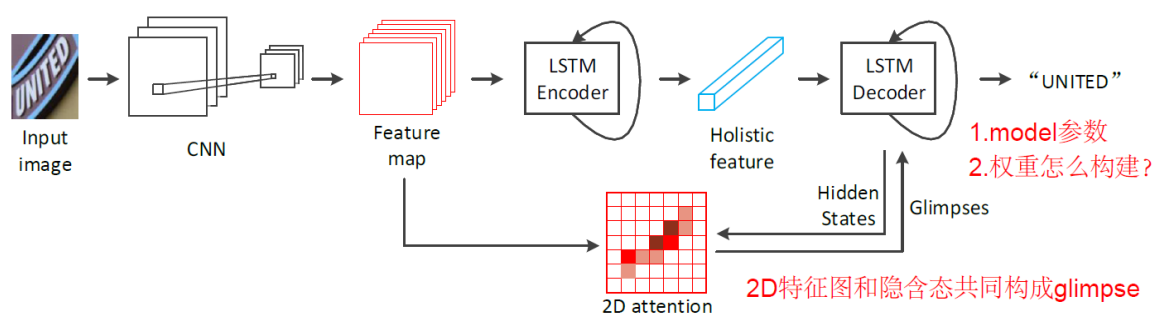 UNITED
Input
image
CNN
Feature
map
LSTM
Encoder
Holistic
feature
LSTM
Decoder
“UNITED”
1.model参数
2.权重怎么构建?
Hidden
States
Glimpses
2D attention
2D特征图和隐含态共同构成glimpse